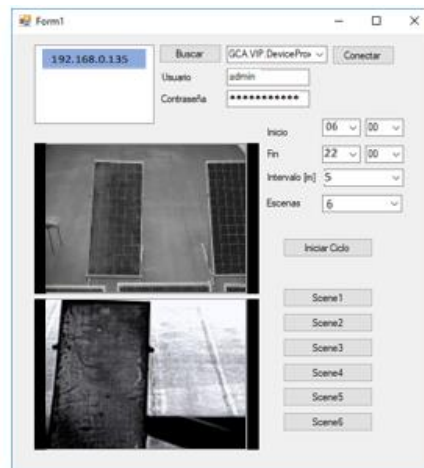 Form1
192.168.0.135
Buscar
GCA.VIP.DeviceProx
Conectar
Usuario
admin
Contraseña
Inicio
06
00
Fin
22
00
Intervalo [m]
5
Escenas
6
Iniciar Ciclo
Scene1
Scene2
Scene3
Scene4
Scene5
Scene6